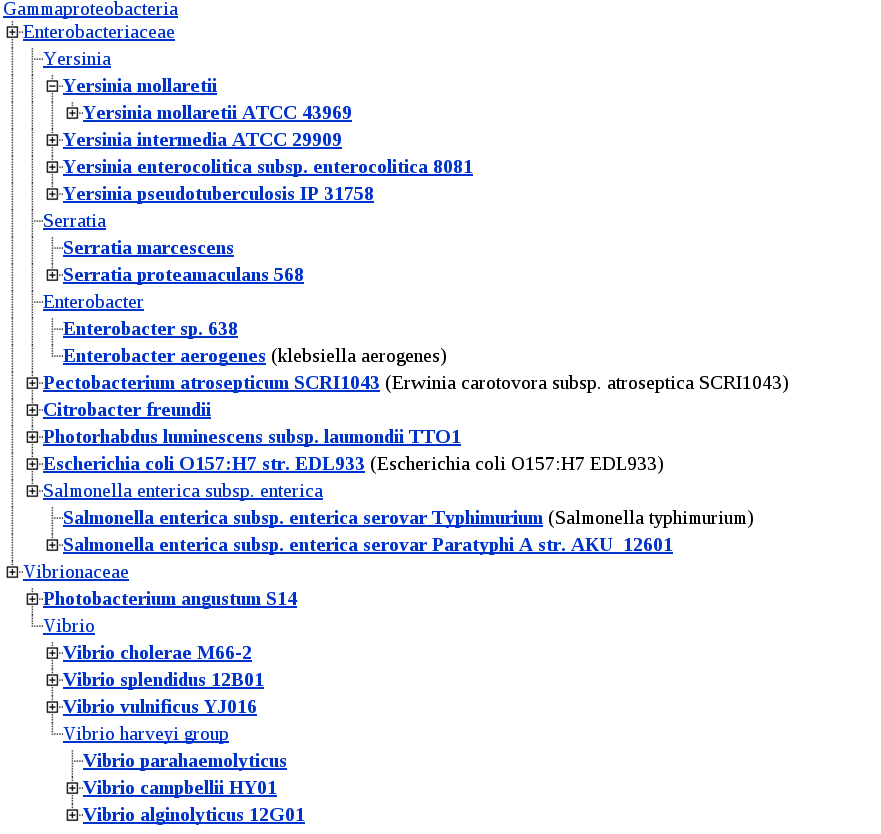 Gammaproteobacteria
Enterobacteriaceae
Yersinia
Yersinia mollaretii
Yersinia mollaretii ATCC 43969
Yersinia intermedia ATCC 29909
Yersinia enterocolitica subsp. enterocolitica 8081
Yersinia pseudotuberculosis IP 31758
Serratia
Serratia marcescens
Serratia proteamaculans 568
Enterobacter
Enterobacter sp. 638
Enterobacter aerogenes (klebsiella aerogenes)
Pectobacterium atrosepticum SCRI1043 (Erwinia carotovora subsp. atroseptica SCRI1043)
Citrobacter freundii
Photorhabdus luminescens subsp. laumondii TTO1
Escherichia coli O157:H7 str. EDL933 (Escherichia coli O157:H7 EDL933)
Salmonella enterica subsp. enterica
Salmonella enterica subsp. enterica serovar Typhimurium (Salmonella typhimurium)
Salmonella enterica subsp. enterica serovar Paratyphi A str. AKU_12601
Vibrionaceae
Photobacterium angustum S14
Vibrio
Vibrio cholerae M66-2
Vibrio splendidus 12B01
Vibrio vulnificus YJ016
Vibrio harveyi group
Vibrio parahaemolyticus
Vibrio campbellii HY01
Vibrio alginolyticus 12G01